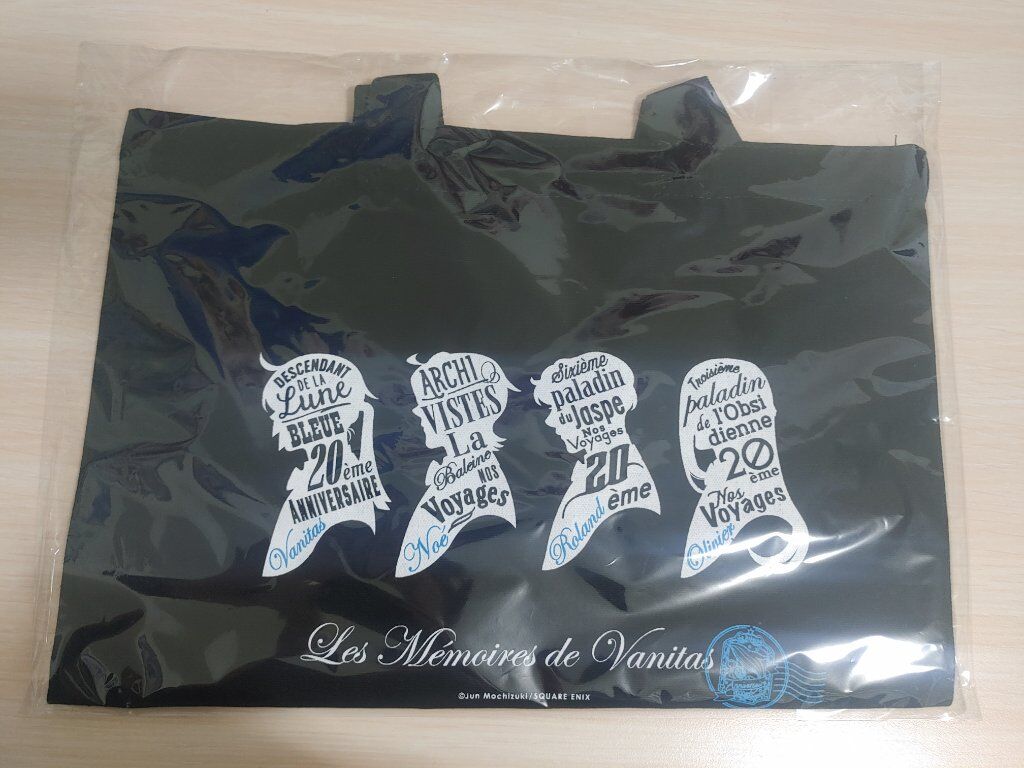 DESCENDANT
DE LA
Lune
BLEUE
20ème
ANNIVERSAIRE
Vanitas
ARCHI
VISTES
La
Baleine
NOS
Voyages
Noé
Sixième
paladin
du Jaspe
Nos
Voyages
20
ème
Roland
Troisième
paladin
de l'Obsi
dienne
20
ème
Nos
Voyages
Olivier
Les Mémoires de Vanitas
©Jun Mochizuki/SQUARE ENIX